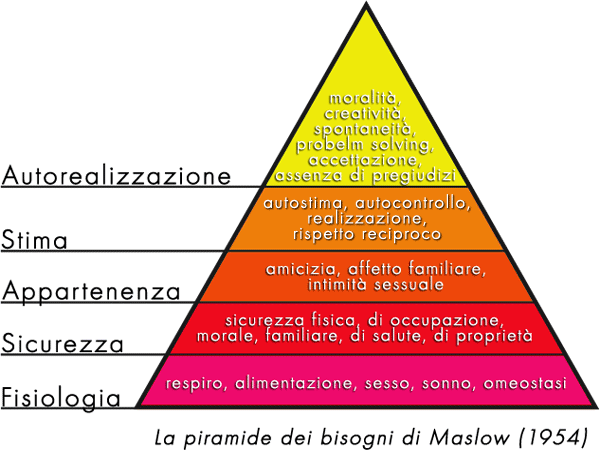 moralità,
creatività,
spontaneità,
probelm solving,
accettazione,
assenza di pregiudizi
Autorealizzazione
autostima, autocontrollo,
realizzazione,
rispetto reciproco
Stima
amicizia, affetto familiare,
intimità sessuale
Appartenenza
sicurezza fisica, di occupazione,
morale, familiare, di salute, di proprietà
Sicurezza
respiro, alimentazione, sesso, sonno, omeostasi
Fisiologia
La piramide dei bisogni di Maslow (1954)